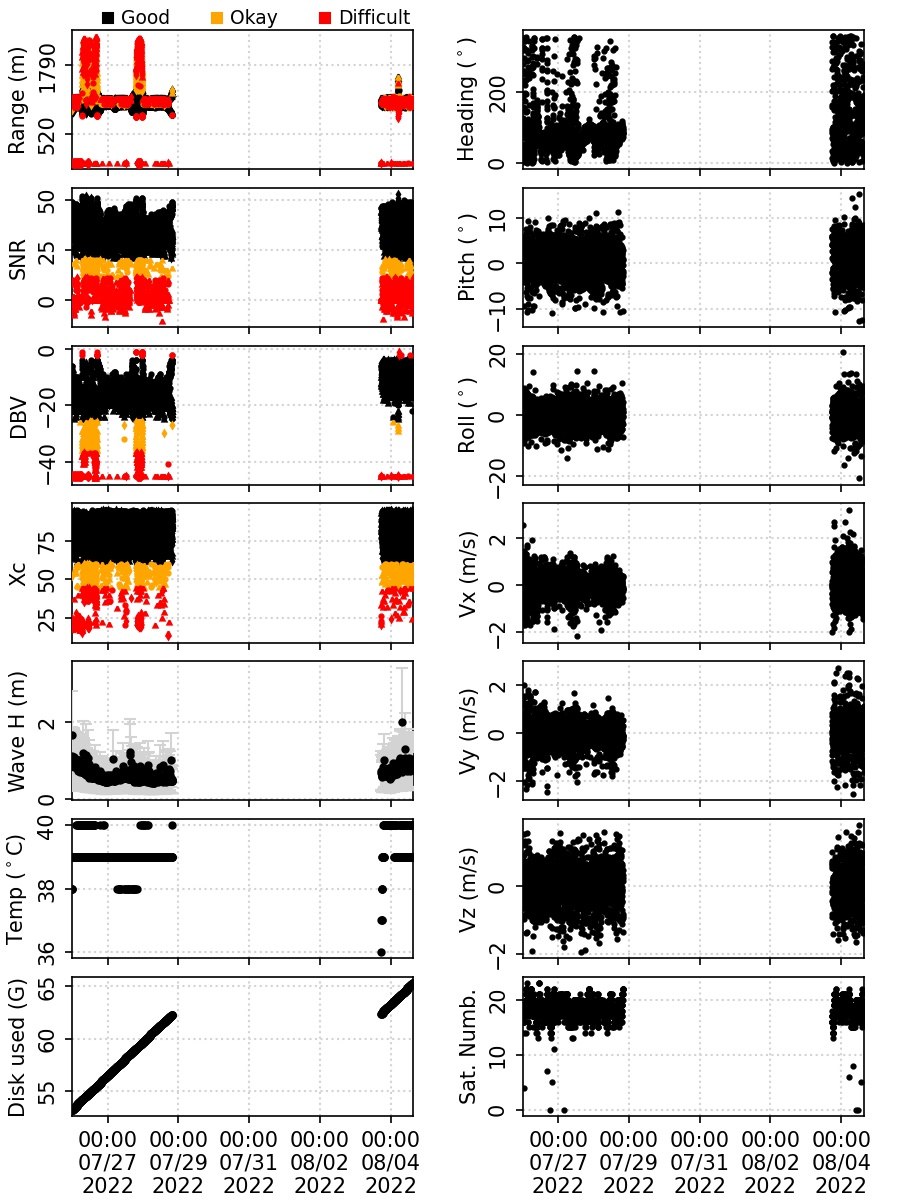 Good Okay Difficult
Range (m)
1790
520
Heading (°)
200
0
SNR
50
25
0
Pitch (°)
10
0
−10
DBV
0
−20
−40
Roll (°)
20
0
−20
Xc
75
50
25
Vx (m/s)
2
0
−2
Wave H (m)
2
0
Vy (m/s)
2
0
−2
Temp (°C)
40
38
36
Vz (m/s)
0
−2
Disk used (G)
65
60
55
Sat. Numb.
20
10
0
00:00 00:00 00:00 00:00 00:00
07/27 07/29 07/31 08/02 08/04
2022 2022 2022 2022 2022
00:00 00:00 00:00 00:00 00:00
07/27 07/29 07/31 08/02 08/04
2022 2022 2022 2022 2022